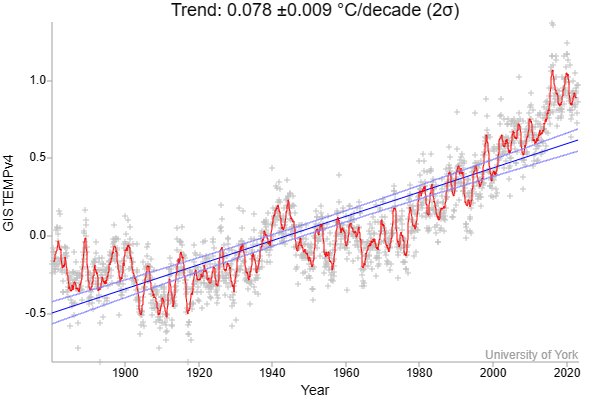 Trend: 0.078 ±0.009 °C/decade (2σ)
1.0
0.5
0.0
-0.5
GISTEMPv4
University of York
1900 1920 1940 1960 1980 2000 2020
Year